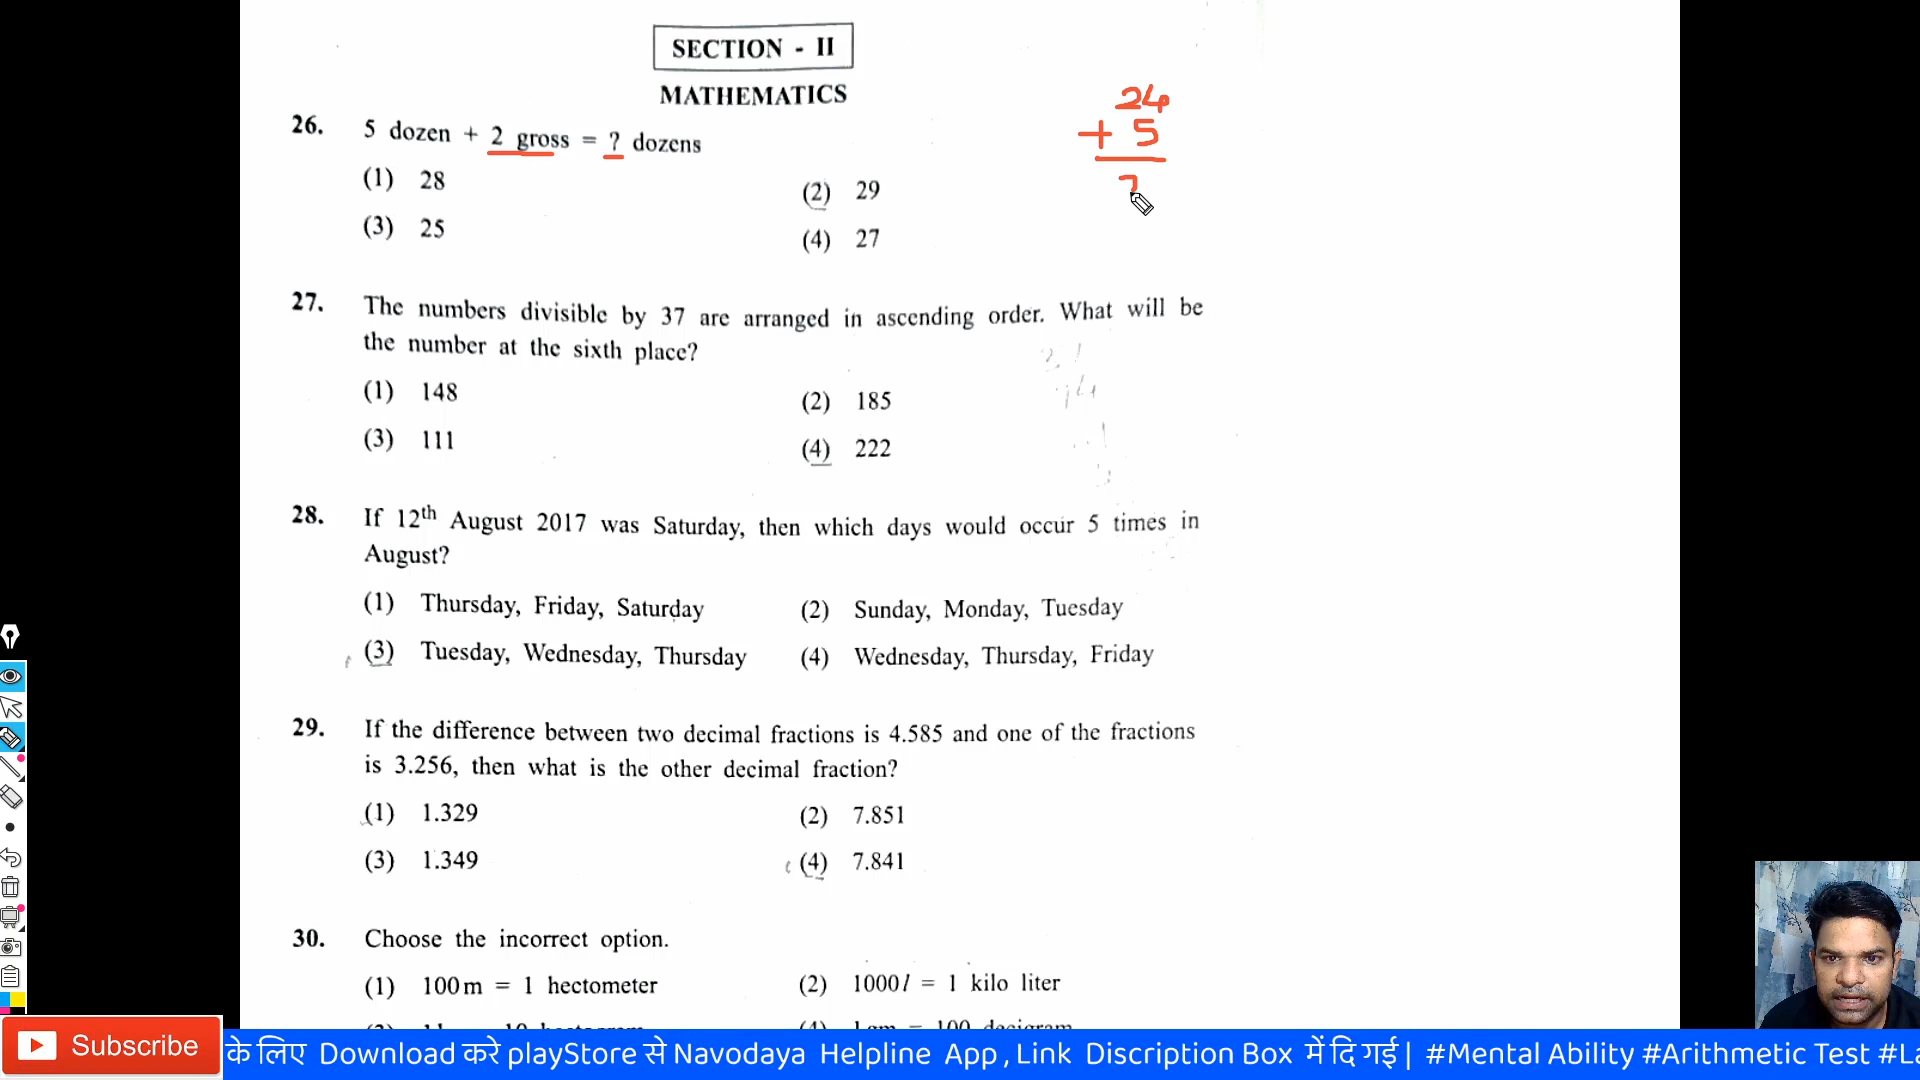 SECTION - II
MATHEMATICS
24
+ 5
26. 5 dozen + 2 gross = ? dozens
(1) 28 (2) 29
(3) 25 (4) 27
27. The numbers divisible by 37 are arranged in ascending order. What will be
the number at the sixth place?
(1) 148 (2) 185
(3) 111 (4) 222
28. If 12th August 2017 was Saturday, then which days would occur 5 times in
August?
(1) Thursday, Friday, Saturday (2) Sunday, Monday, Tuesday
(3) Tuesday, Wednesday, Thursday (4) Wednesday, Thursday, Friday
29. If the difference between two decimal fractions is 4.585 and one of the fractions
is 3.256, then what is the other decimal fraction?
(1) 1.329 (2) 7.851
(3) 1.349 (4) 7.841
30. Choose the incorrect option.
(1) 100 m = 1 hectometer (2) 1000 l = 1 kilo liter
(4) 1 gm = 100 decigram
Subscribe के लिए Download करे playStore से Navodaya Helpline App , Link Discription Box में दि गई | #Mental Ability #Arithmetic Test